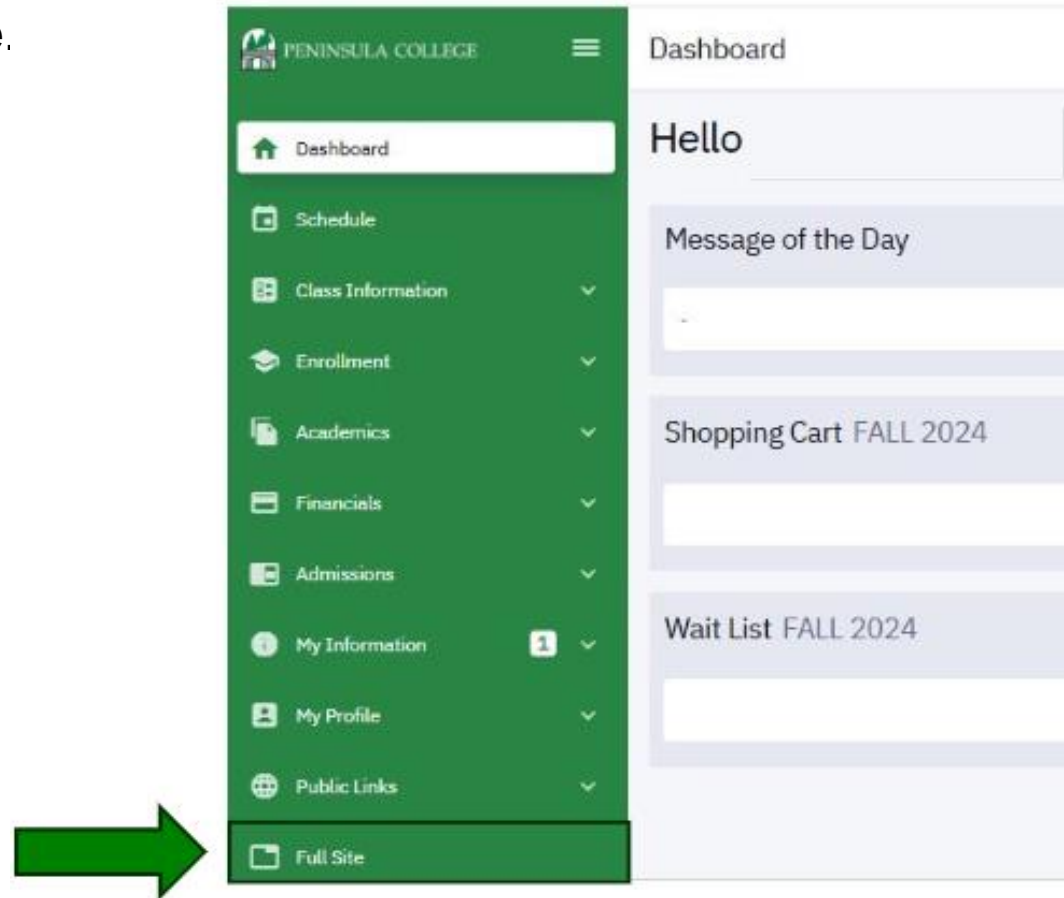 e.
PENINSULA COLLEGE
Dashboard
Schedule
Class Information
Enrollment
Academics
Financials
Admissions
My Information 1
My Profile
Public Links
Full Site
Dashboard
Hello
Message of the Day
-
Shopping Cart FALL 2024
Wait List FALL 2024